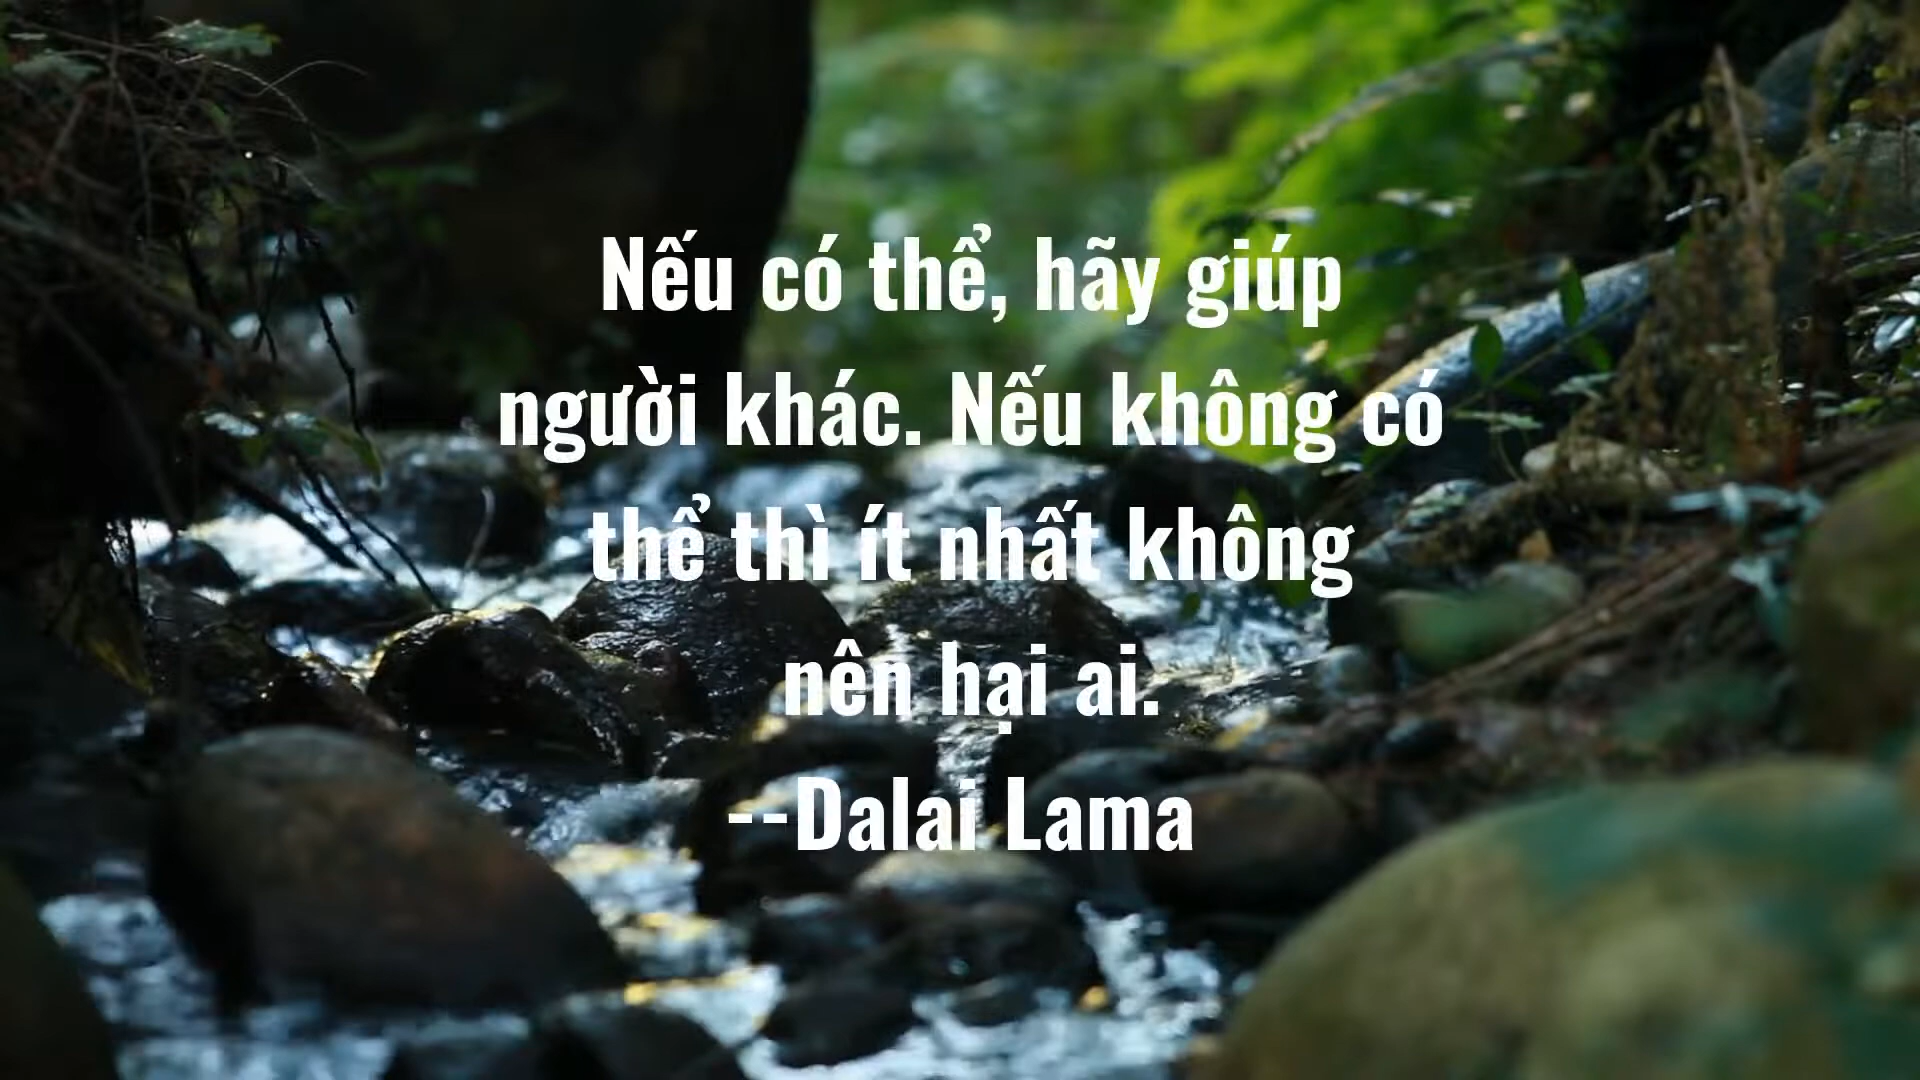 Nếu có thể, hãy giúp
người khác. Nếu không có
thể thì ít nhất không
nên hại ai.
--Dalai Lama